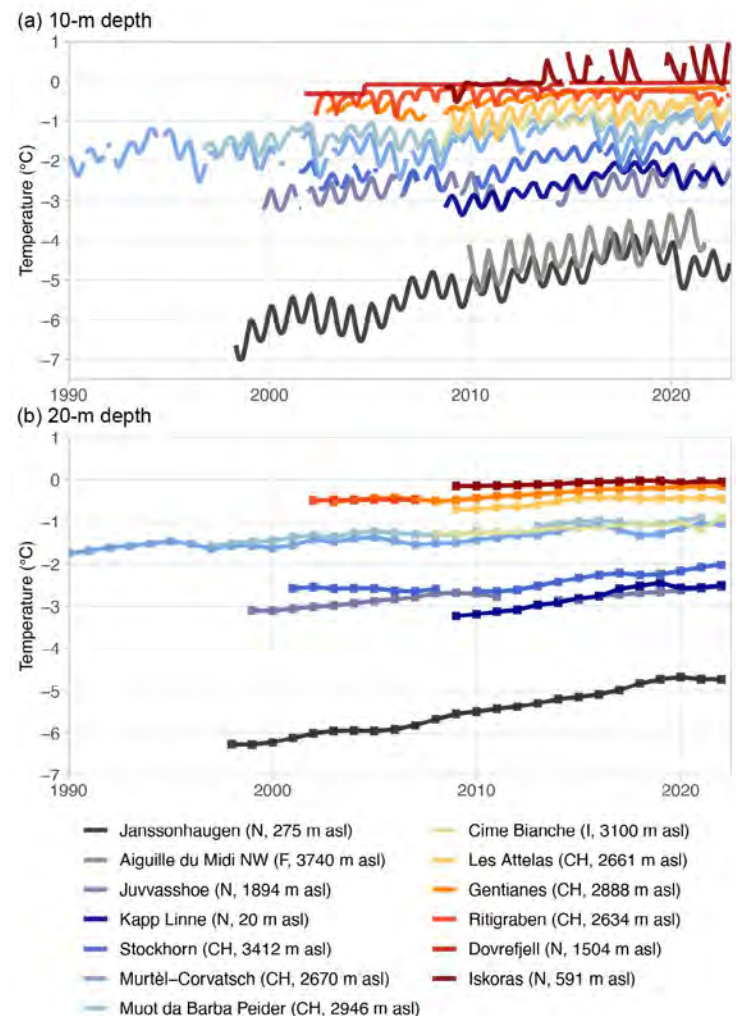 (a) 10-m depth
1
0
−1
−2
−3
−4
−5
−6
−7
Temperature (°C)
1990 2000 2010 2020
(b) 20-m depth
1
0
−1
−2
−3
−4
−5
−6
−7
Temperature (°C)
1990 2000 2010 2020
Janssonhaugen (N, 275 m asl)
Aiguille du Midi NW (F, 3740 m asl)
Juvvasshoe (N, 1894 m asl)
Kapp Linne (N, 20 m asl)
Stockhorn (CH, 3412 m asl)
Murtèl–Corvatsch (CH, 2670 m asl)
Muot da Barba Peider (CH, 2946 m asl)
Cime Bianche (I, 3100 m asl)
Les Attelas (CH, 2661 m asl)
Gentianes (CH, 2888 m asl)
Ritigraben (CH, 2634 m asl)
Dovrefjell (N, 1504 m asl)
Iskoras (N, 591 m asl)